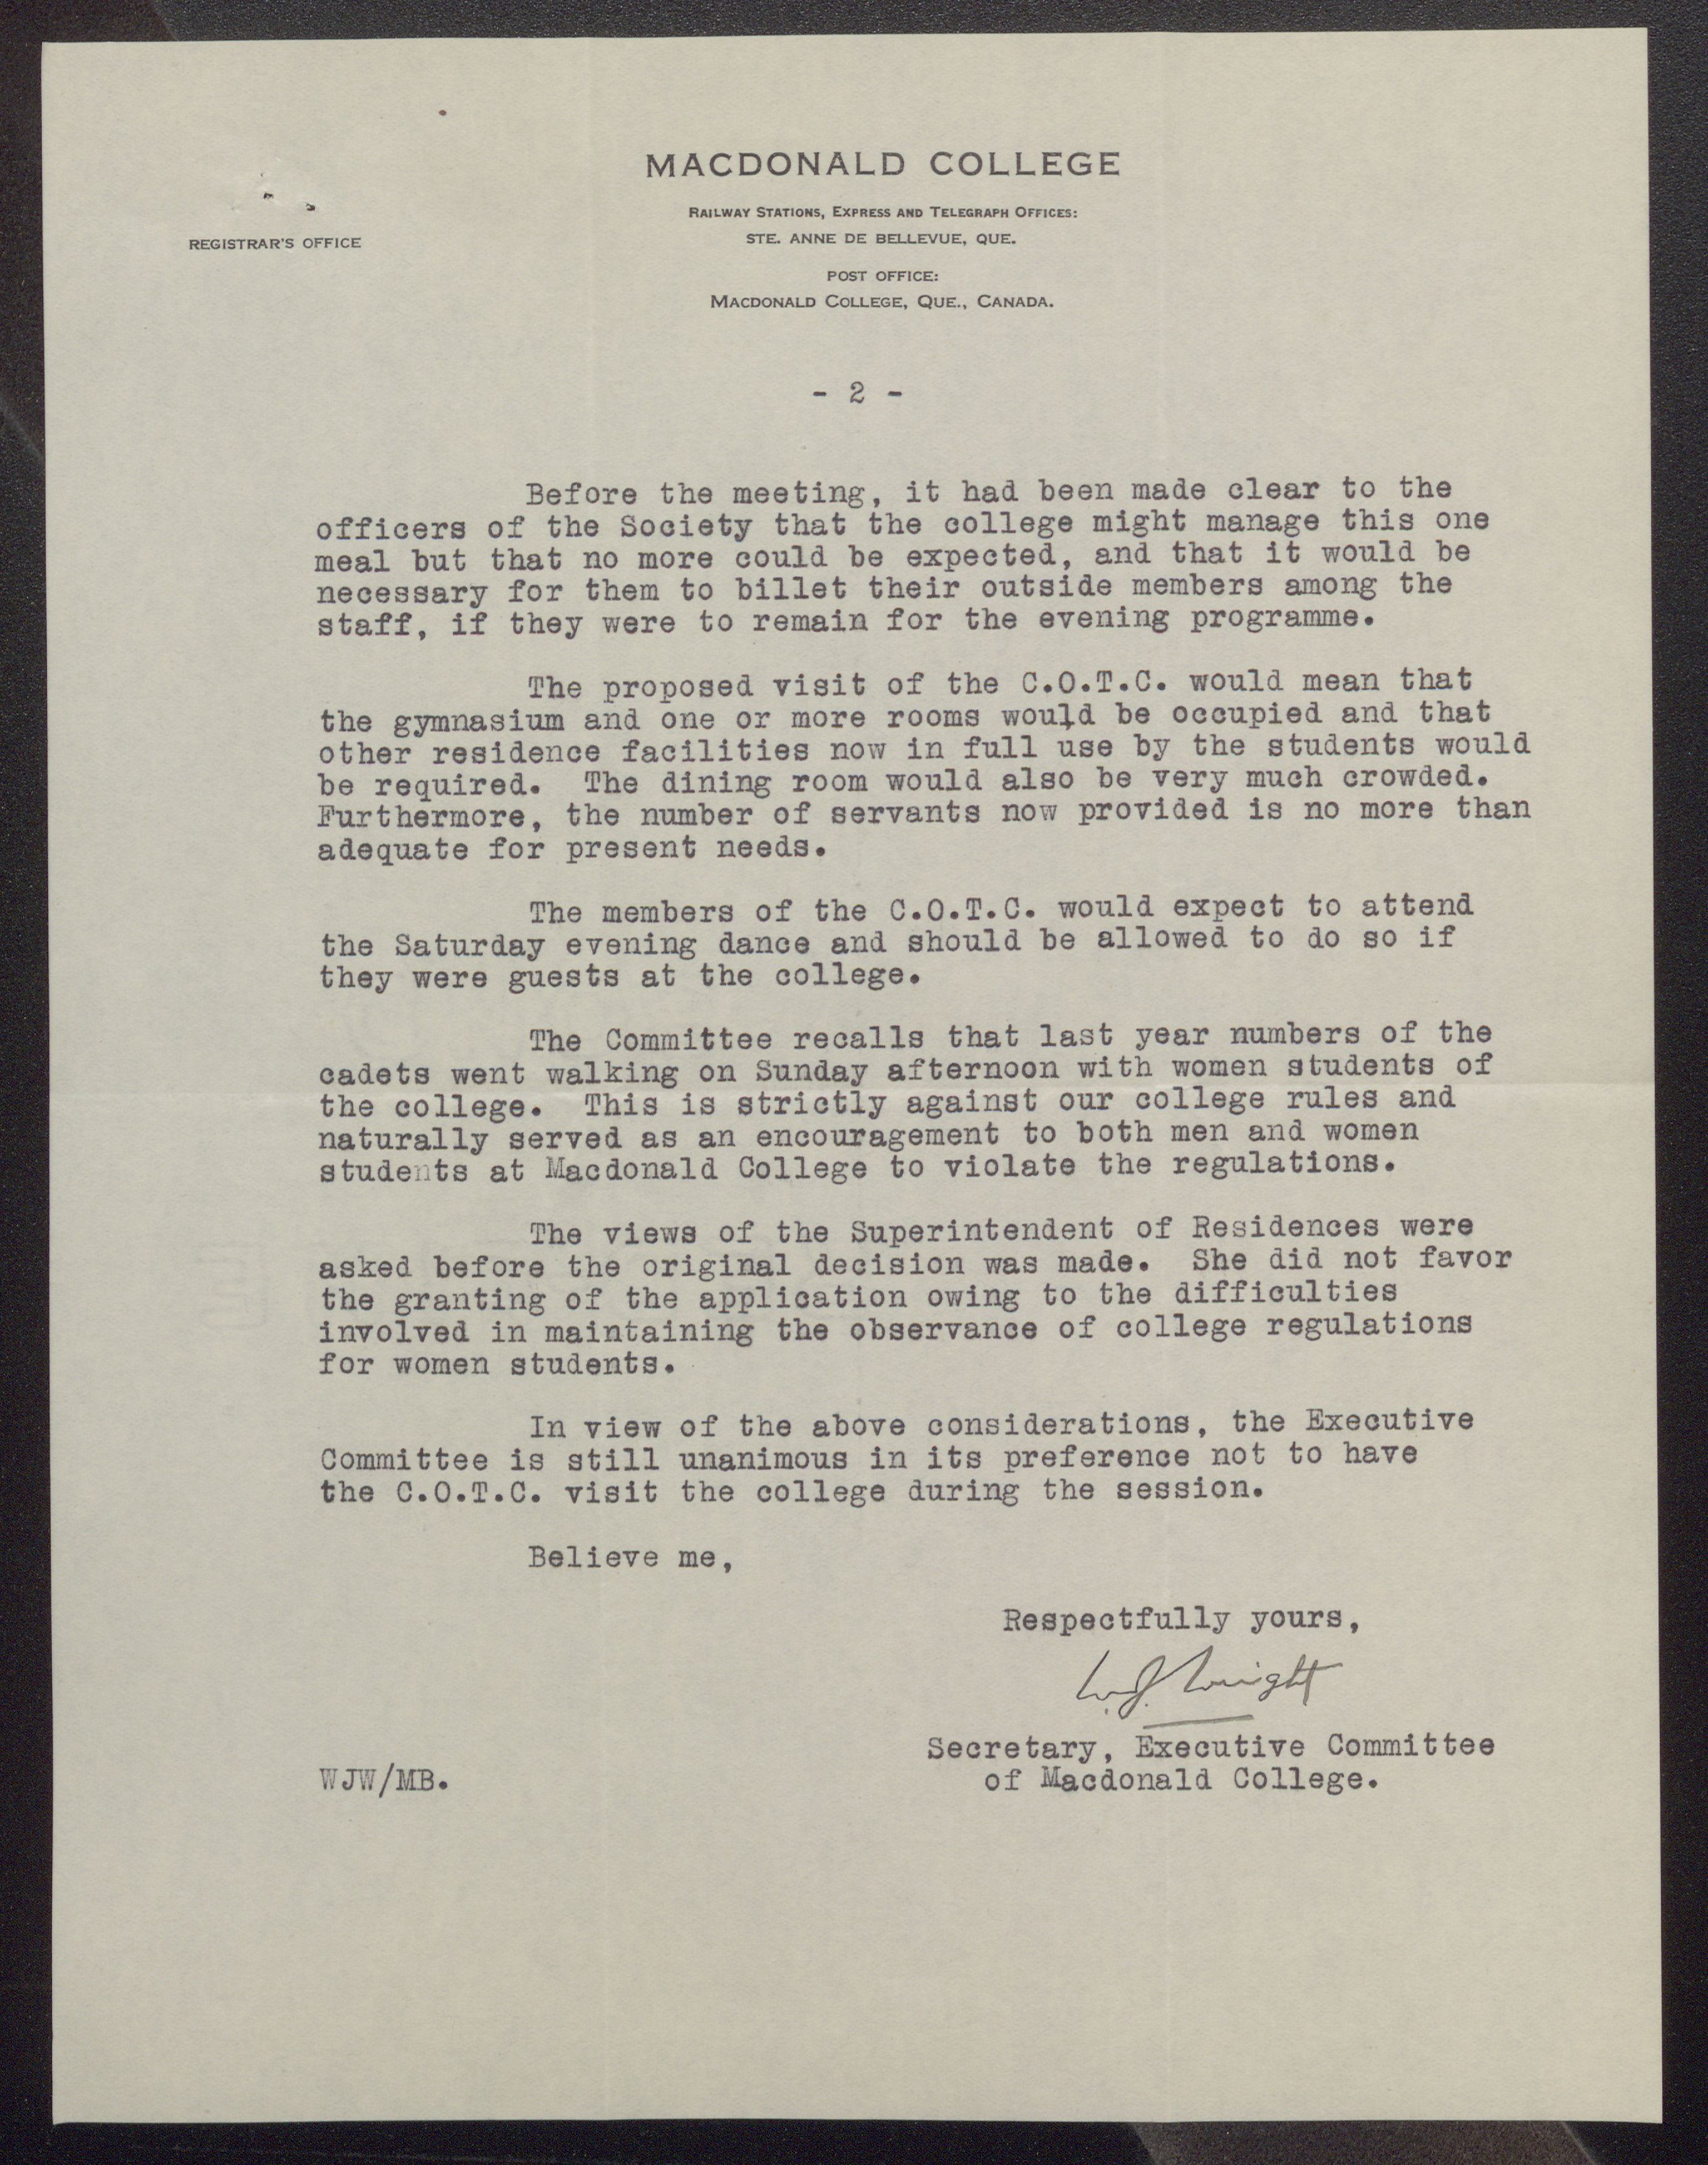 MACDONALD COLLEGE
RAILWAY STATIONS, EXPRESS AND TELEGRAPH OFFICES:
STE. ANNE DE BELLEVUE, QUE.
REGISTRAR'S OFFICE
POST OFFICE:
MACDONALD COLLEGE, QUE., CANADA.
- 2 -
Before the meeting, it had been made clear to the
officers of the Society that the college might manage this one
meal but that no more could be expected, and that it would be
necessary for them to billet their outside members among the
staff, if they were to remain for the evening programme.
The proposed visit of the C.O.T.C. would mean that
the gymnasium and one or more rooms would be occupied and that
other residence facilities now in full use by the students would
be required. The dining room would also be very much crowded.
Furthermore, the number of servants now provided is no more than
adequate for present needs.
The members of the C.O.T.C. would expect to attend
the Saturday evening dance and should be allowed to do so if
they were guests at the college.
The Committee recalls that last year numbers of the
cadets went walking on Sunday afternoon with women students of
the college. This is strictly against our college rules and
naturally served as an encouragement to both men and women
students at Macdonald College to violate the regulations.
The views of the Superintendent of Residences were
asked before the original decision was made. She did not favor
the granting of the application owing to the difficulties
involved in maintaining the observance of college regulations
for women students.
In view of the above considerations, the Executive
Committee is still unanimous in its preference not to have
the C.O.T.C. visit the college during the session.
Believe me,
Respectfully yours,
W.J. Wright
Secretary, Executive Committee
of Macdonald College.
WJW/MB.